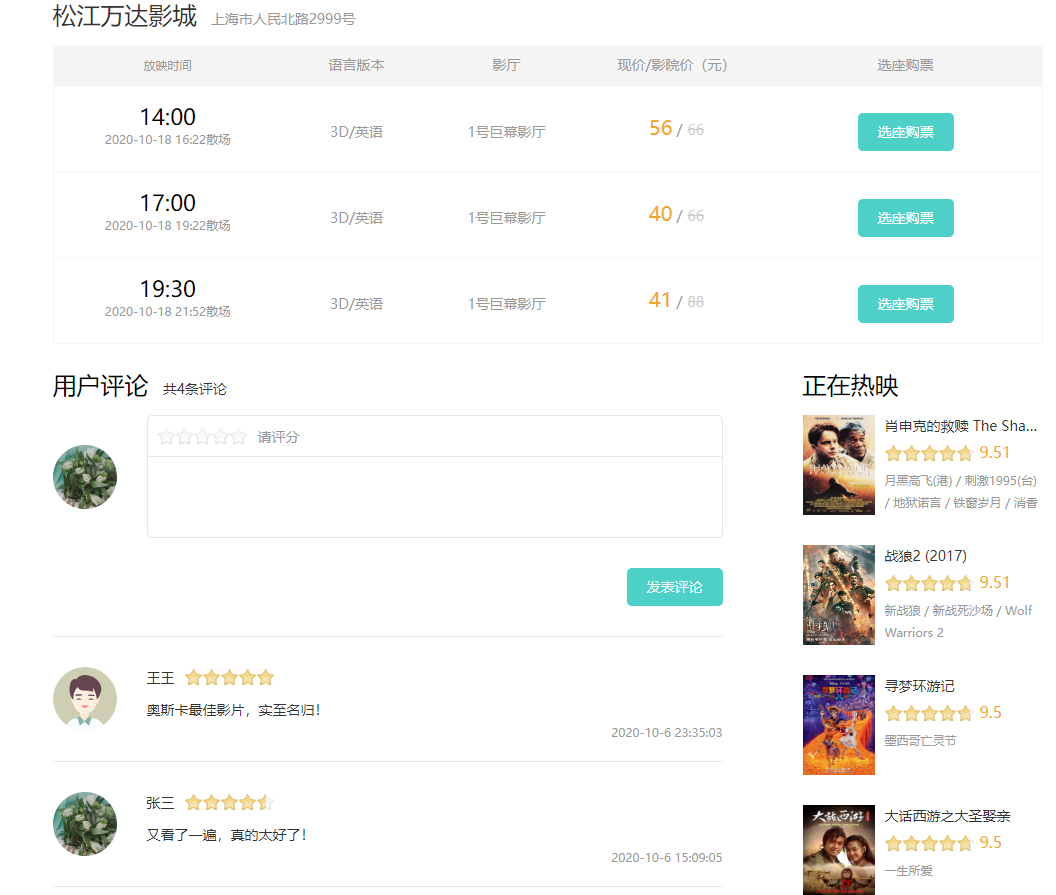 松江万达影城 上海市人民北路2999号
放映时间 语言版本 影厅 现价/影院价（元） 选座购票
14:00
2020-10-18 16:22散场 3D/英语 1号巨幕影厅 56 / 66 选座购票
17:00
2020-10-18 19:22散场 3D/英语 1号巨幕影厅 40 / 66 选座购票
19:30
2020-10-18 21:52散场 3D/英语 1号巨幕影厅 41 / 88 选座购票
用户评论 共4条评论
请评分
发表评论
王王
奥斯卡最佳影片，实至名归！
2020-10-6 23:35:03
张三
又看了一遍，真的太好了！
2020-10-6 15:09:05
正在热映
肖申克的救赎 The Sha...
9.51
月黑高飞(港) / 刺激1995(台)
/ 地狱诺言 / 铁窗岁月 / 消香
战狼2 (2017)
9.51
新战狼 / 新战死沙场 / Wolf
Warriors 2
寻梦环游记
寻梦环游记
9.5
墨西哥亡灵节
大话西游
大话西游之大圣娶亲
9.5
一生所爱